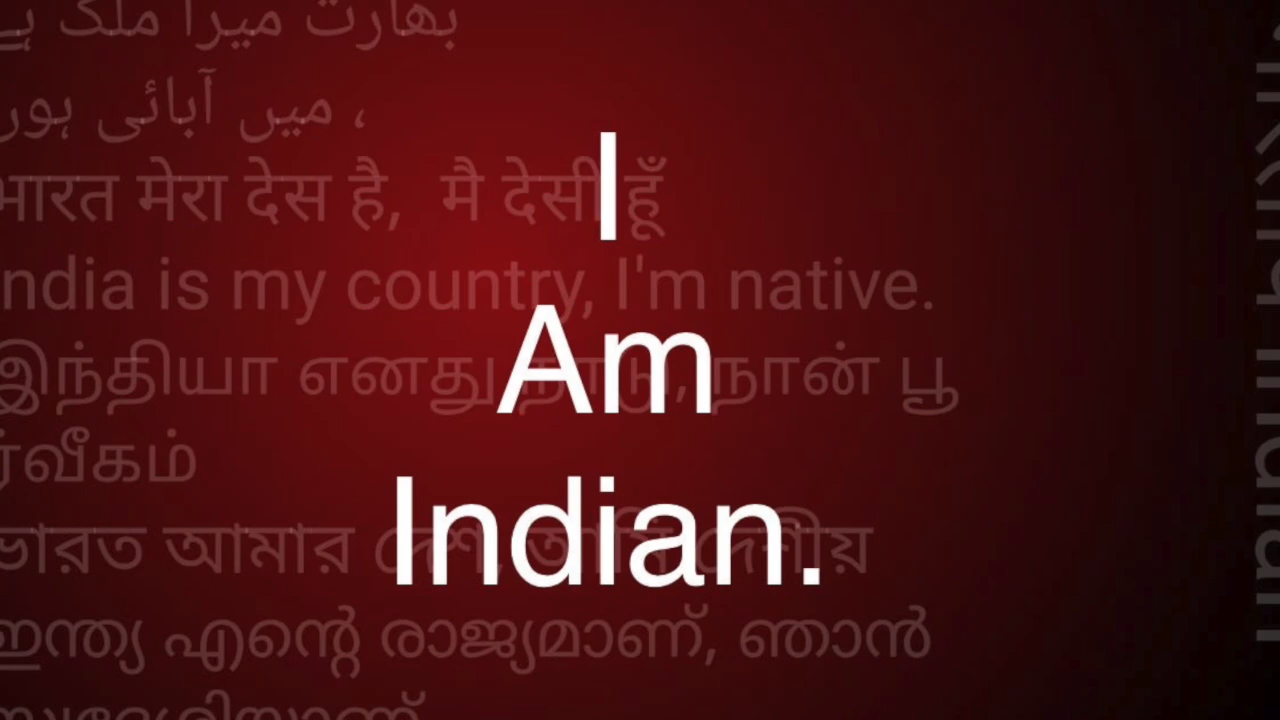 بھارت میرا ملک ہے
، میں آبائی ہوں
भारत मेरा देस है, मै देसी हूँ
I
India is my country, I'm native.
Am
இந்தியா எனது நாடு, நான் பூ
ர்வீகம்
Indian.
ভারত আমার দেশ, আমি দেশীয়
ഇന്ത്യ എന്റെ രാജ്യമാണ്, ഞാൻ
സ്വദേശിയാണ്